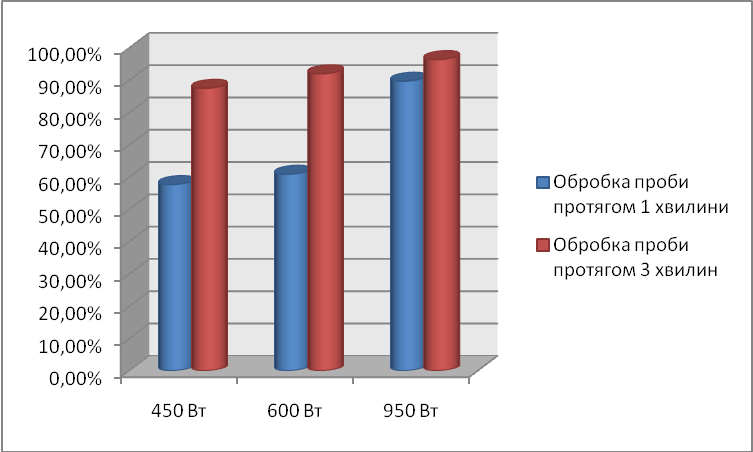 100,00%
90,00%
80,00%
70,00%
60,00%
50,00%
40,00%
30,00%
20,00%
10,00%
0,00%
450 Вт
600 Вт
950 Вт
Обробка проби
протягом 1 хвилини
Обробка проби
протягом 3 хвилин